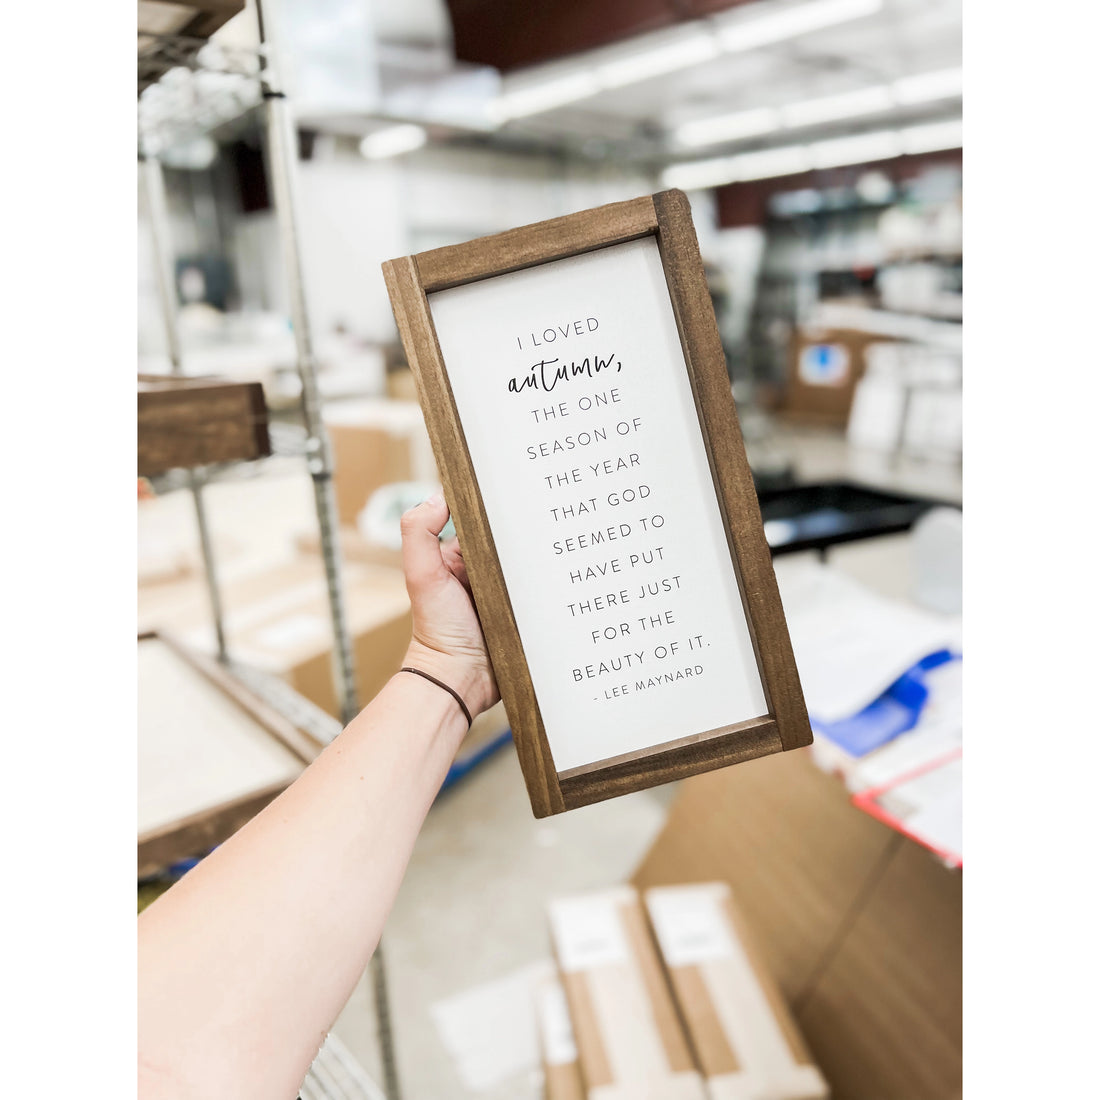 I LOVED
autumn,
THE ONE
SEASON OF
THE YEAR
THAT GOD
SEEMED TO
HAVE PUT
THERE JUST
FOR THE
BEAUTY OF IT.
- LEE MAYNARD